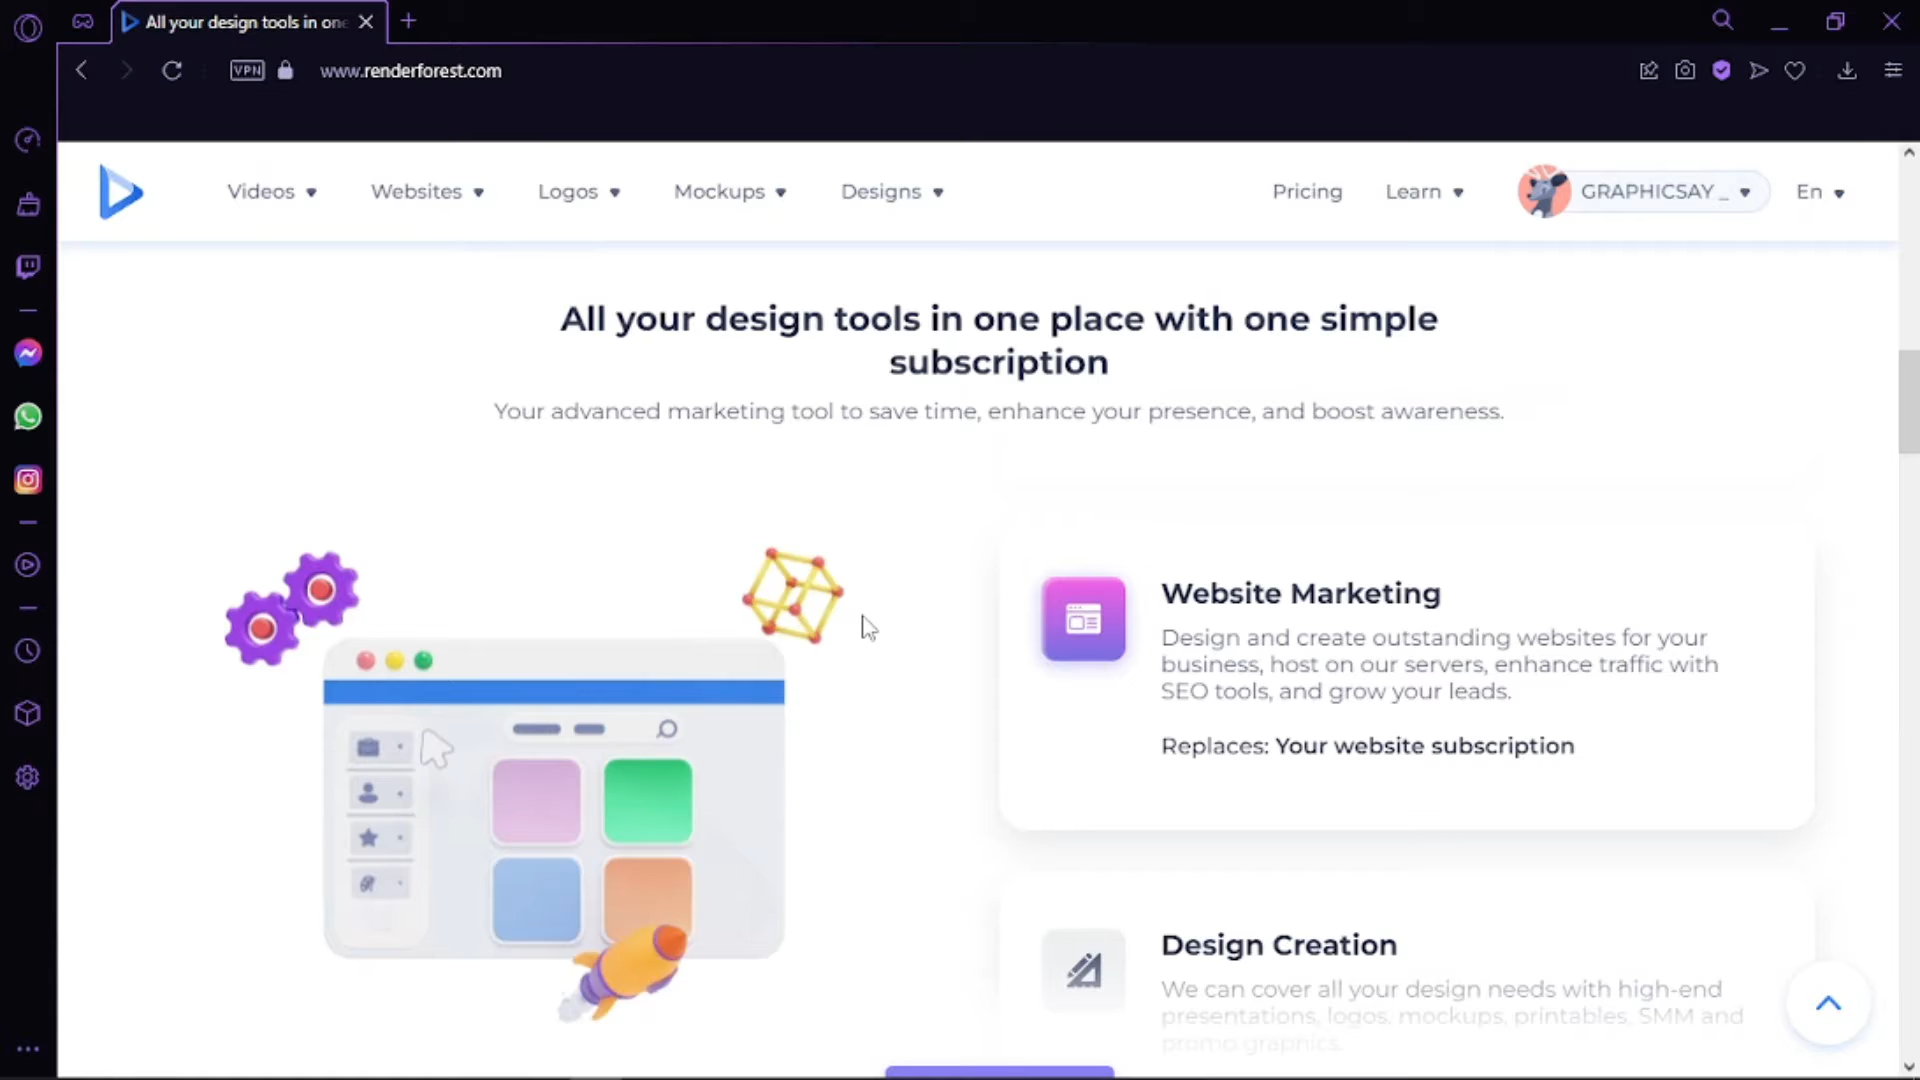 All your design tools in one
VPN
www.renderforest.com
Videos
Websites
Logos
Mockups
Designs
Pricing
Learn
GRAPHICSAY _
En
All your design tools in one place with one simple
subscription
Your advanced marketing tool to save time, enhance your presence, and boost awareness.
Website Marketing
Design and create outstanding websites for your
business, host on our servers, enhance traffic with
SEO tools, and grow your leads.
Replaces: Your website subscription
Design Creation
We can cover all your design needs with high-end
presentations, logos, mockups, printables, SMM and
promo graphics.